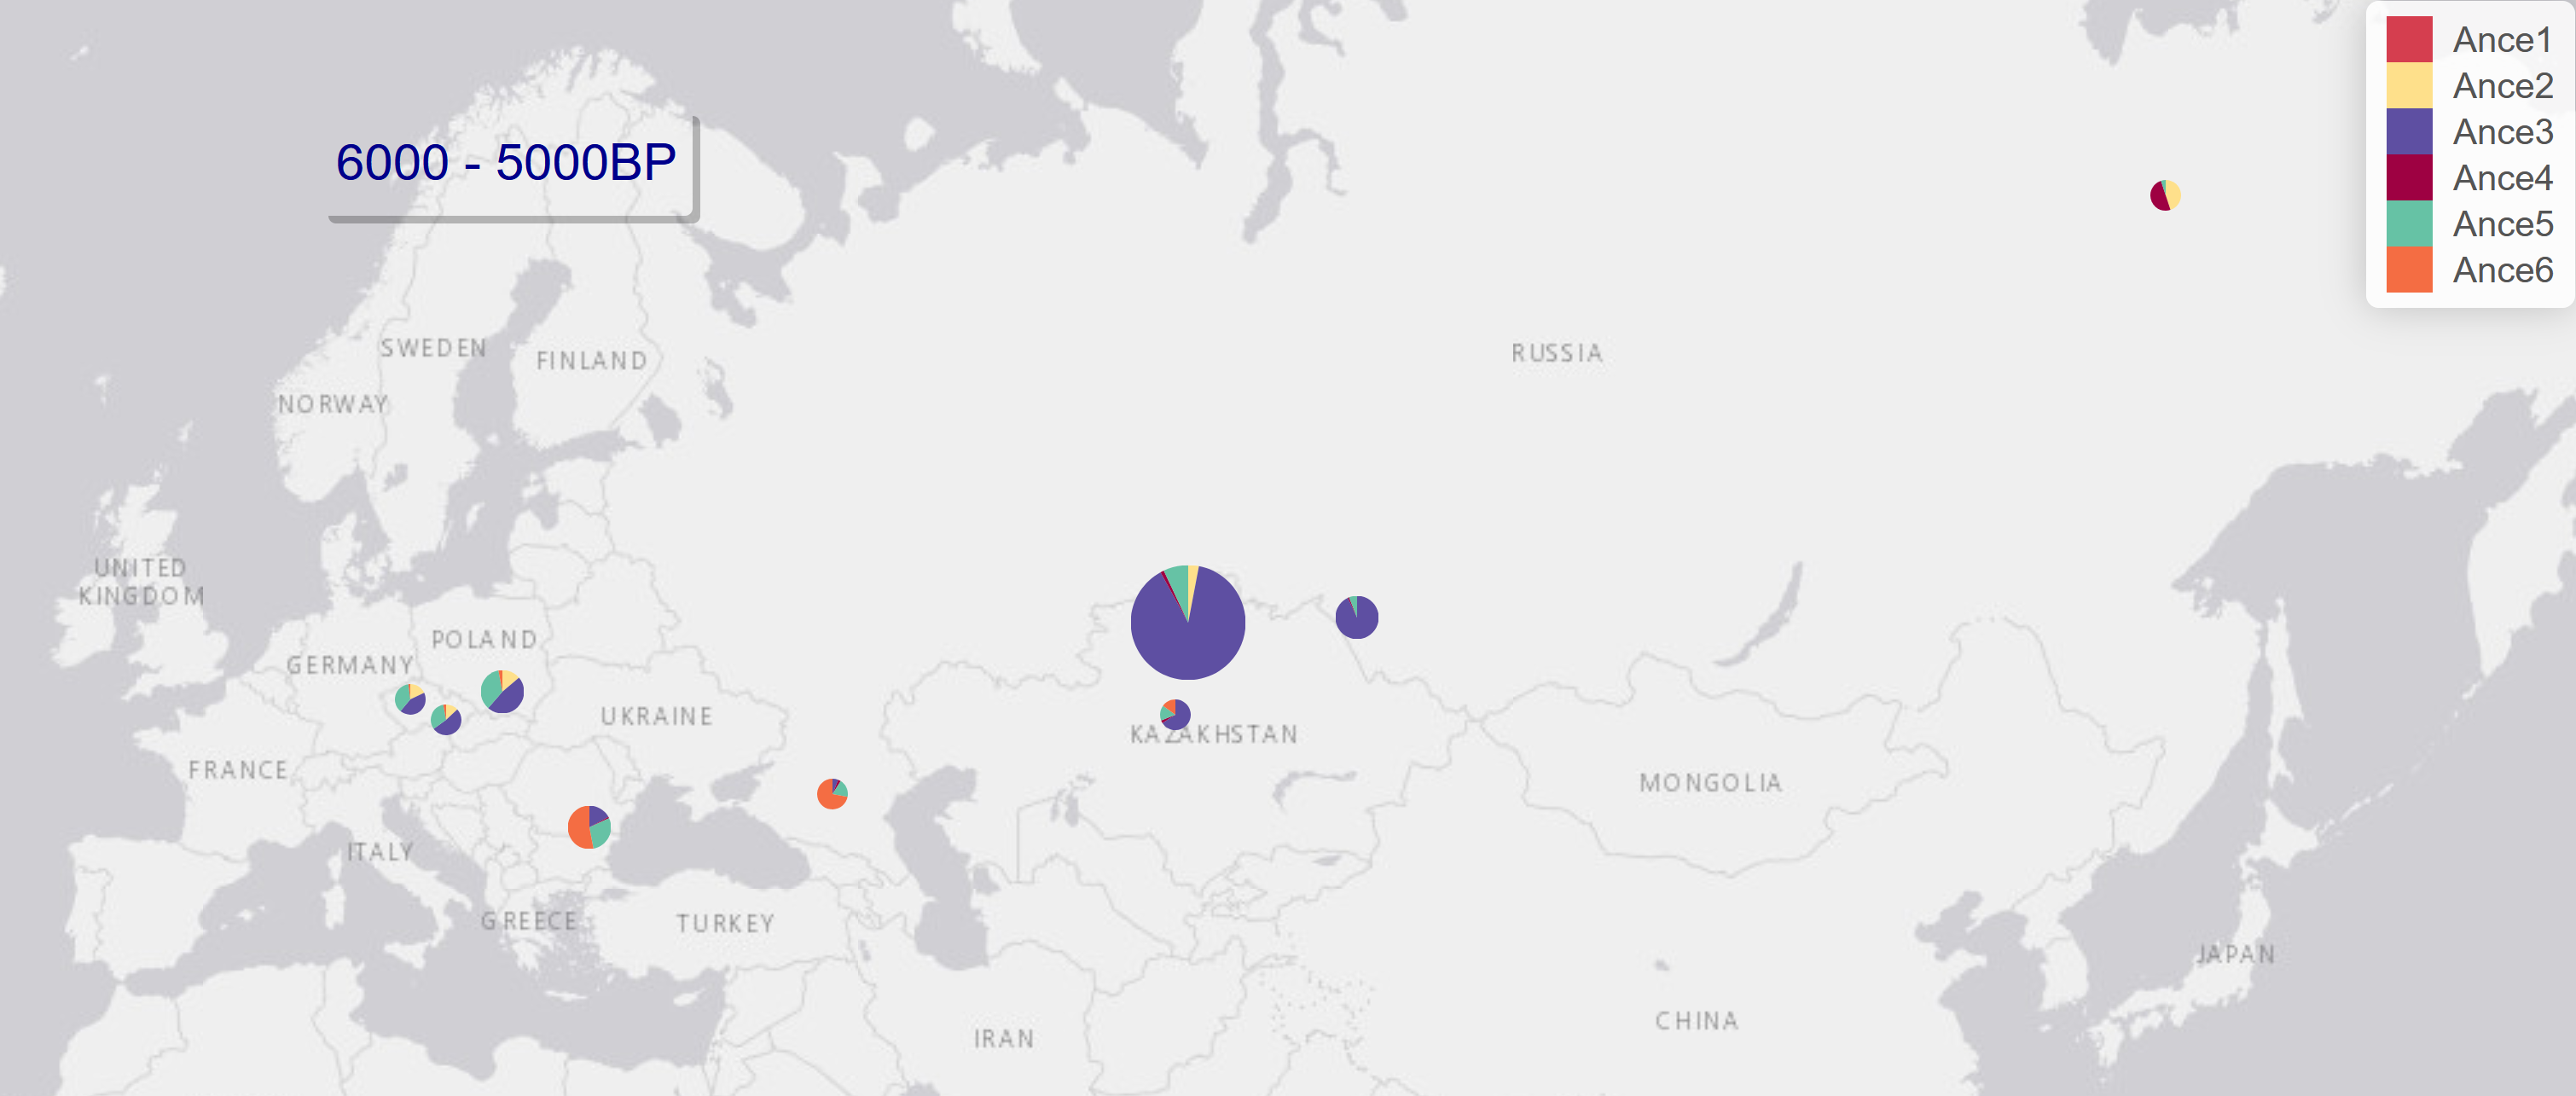 6000 - 5000BP
Ance1
Ance2
Ance3
Ance4
Ance5
Ance6
SWEDEN
FINLAND
NORWAY
RUSSIA
UNITED
KINGDOM
POLAND
GERMANY
UKRAINE
KAZAKHSTAN
FRANCE
MONGOLIA
ITALY
GREECE
TURKEY
JAPAN
CHINA
IRAN